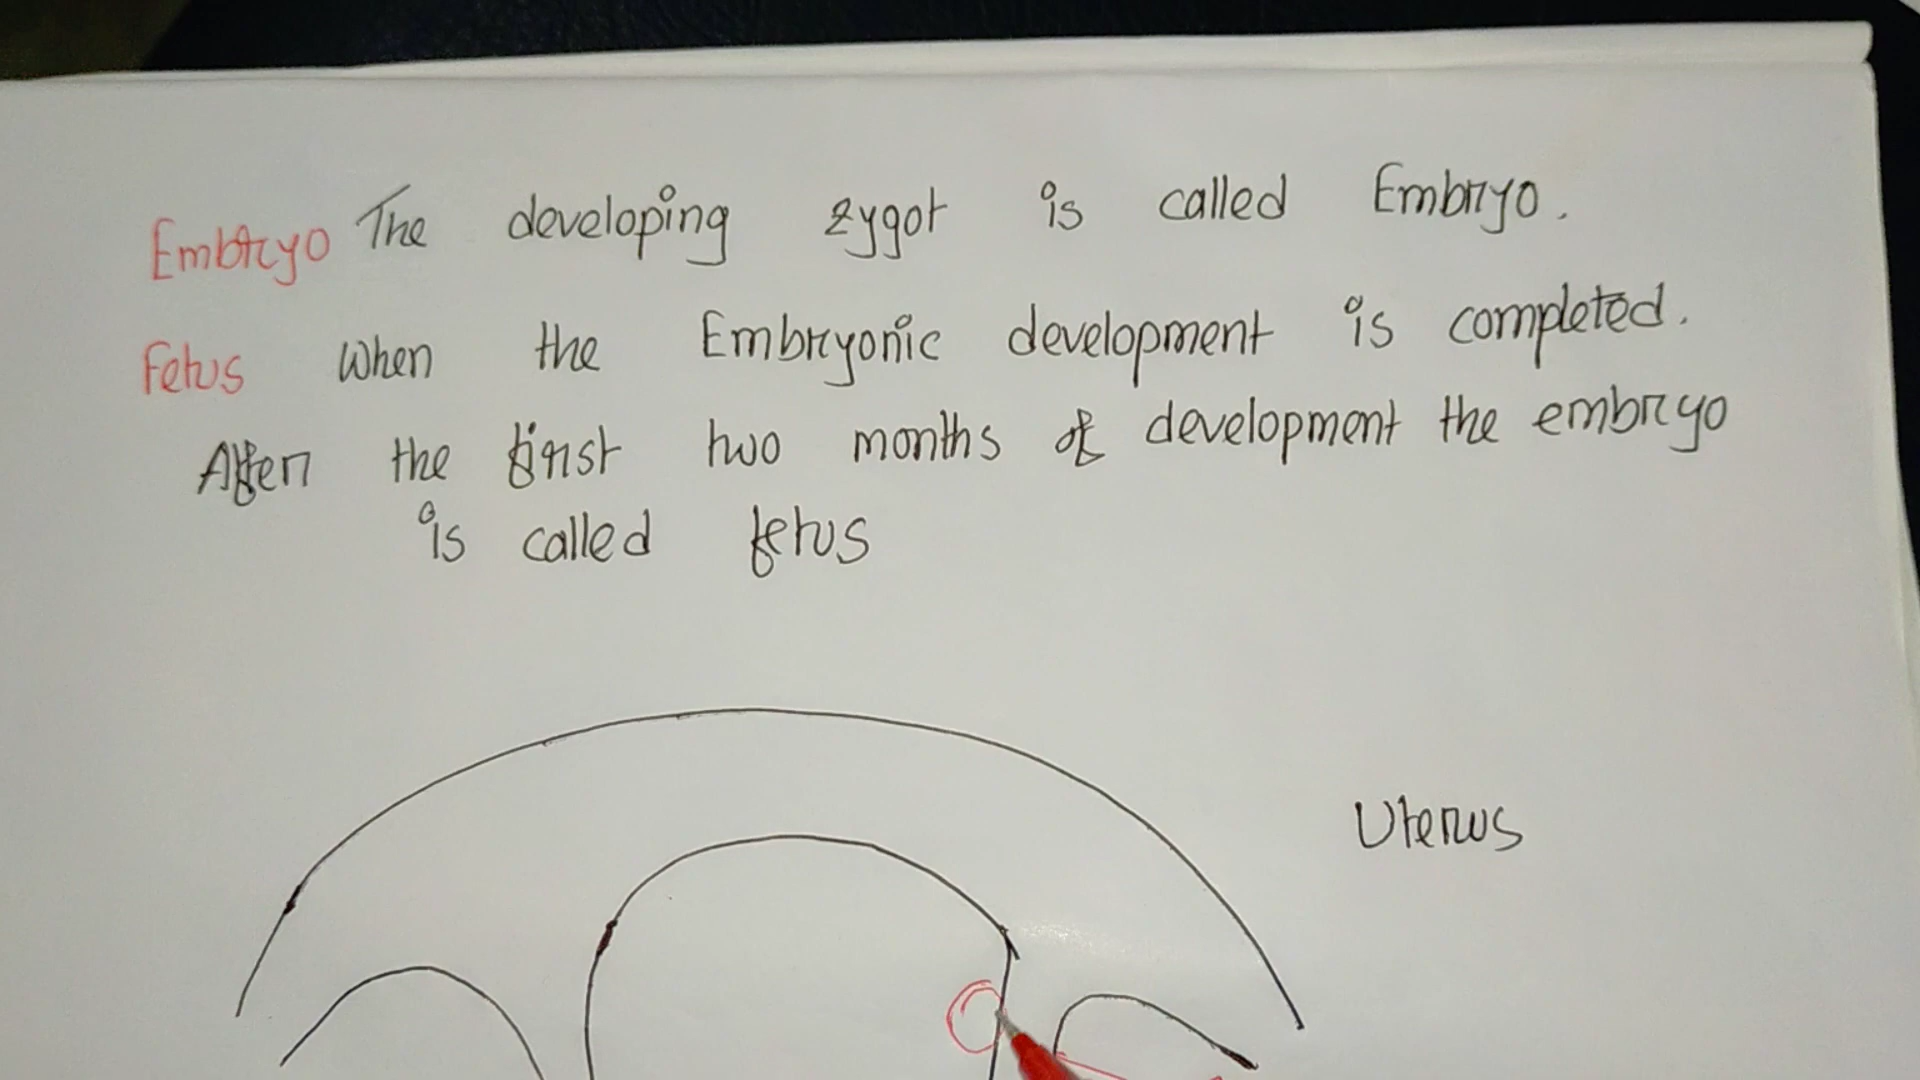 Embryo The developing zygot is called Embryo.
Fetus When the Embryonic development is completed.
After the first two months of development the embryo
is called fetus
Uterus